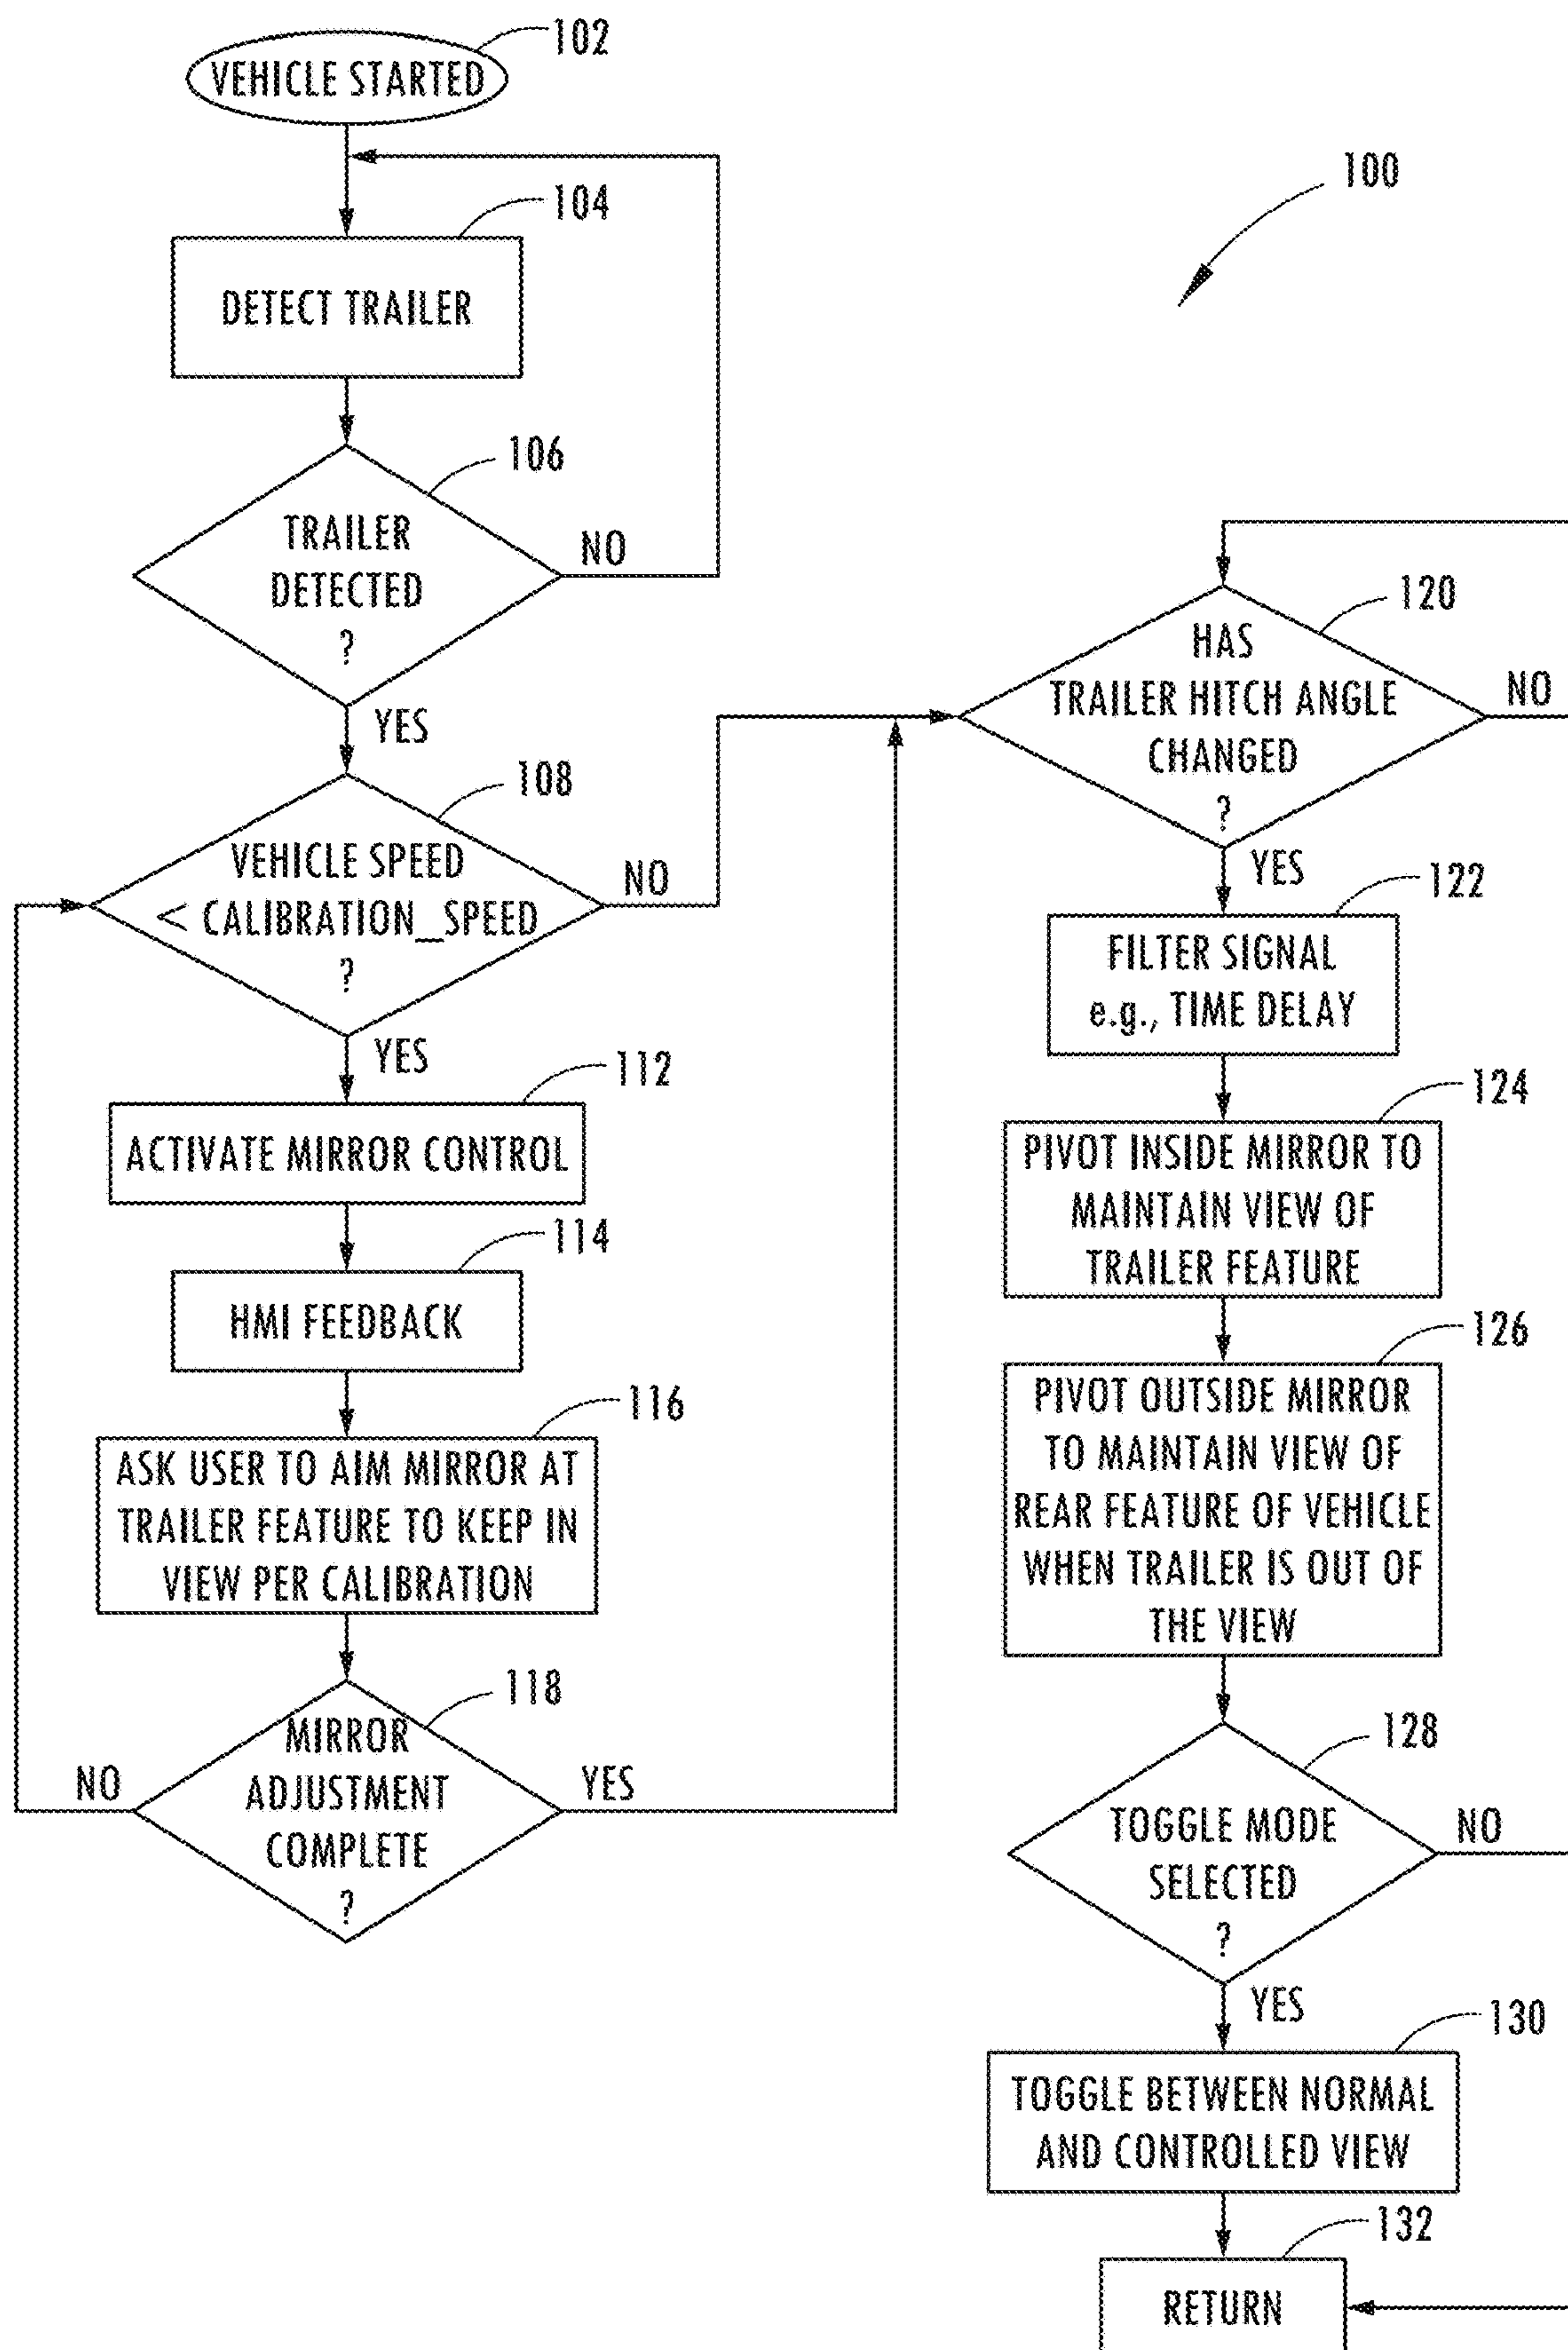 102
VEHICLE STARTED
100
104
DETECT TRAILER
106
TRAILER
DETECTED
?
NO
YES
108
VEHICLE SPEED
< CALIBRATION_SPEED
?
NO
YES
112
ACTIVATE MIRROR CONTROL
114
HMI FEEDBACK
116
ASK USER TO AIM MIRROR AT
TRAILER FEATURE TO KEEP IN
VIEW PER CALIBRATION
118
MIRROR
ADJUSTMENT
COMPLETE
?
NO
YES
120
HAS
TRAILER HITCH ANGLE
CHANGED
?
NO
YES
122
FILTER SIGNAL
e.g., TIME DELAY
124
PIVOT INSIDE MIRROR TO
MAINTAIN VIEW OF
TRAILER FEATURE
126
PIVOT OUTSIDE MIRROR
TO MAINTAIN VIEW OF
REAR FEATURE OF VEHICLE
WHEN TRAILER IS OUT OF
THE VIEW
128
TOGGLE MODE
SELECTED
?
NO
YES
130
TOGGLE BETWEEN NORMAL
AND CONTROLLED VIEW
132
RETURN